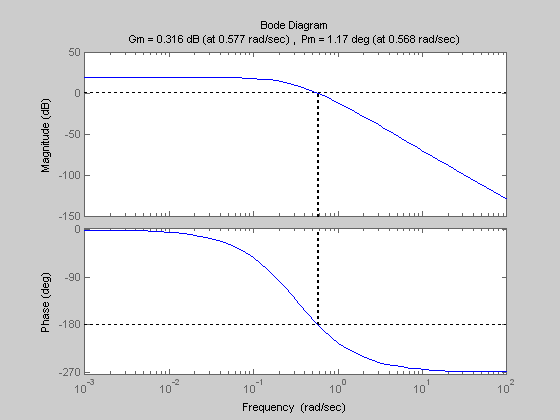 Bode Diagram
Gm = 0.316 dB (at 0.577 rad/sec) , Pm = 1.17 deg (at 0.568 rad/sec)
50
0
-50
-100
-150
Magnitude (dB)
0
-90
-180
-270
Phase (deg)
10^-3 10^-2 10^-1 10^0 10^1 10^2
Frequency (rad/sec)